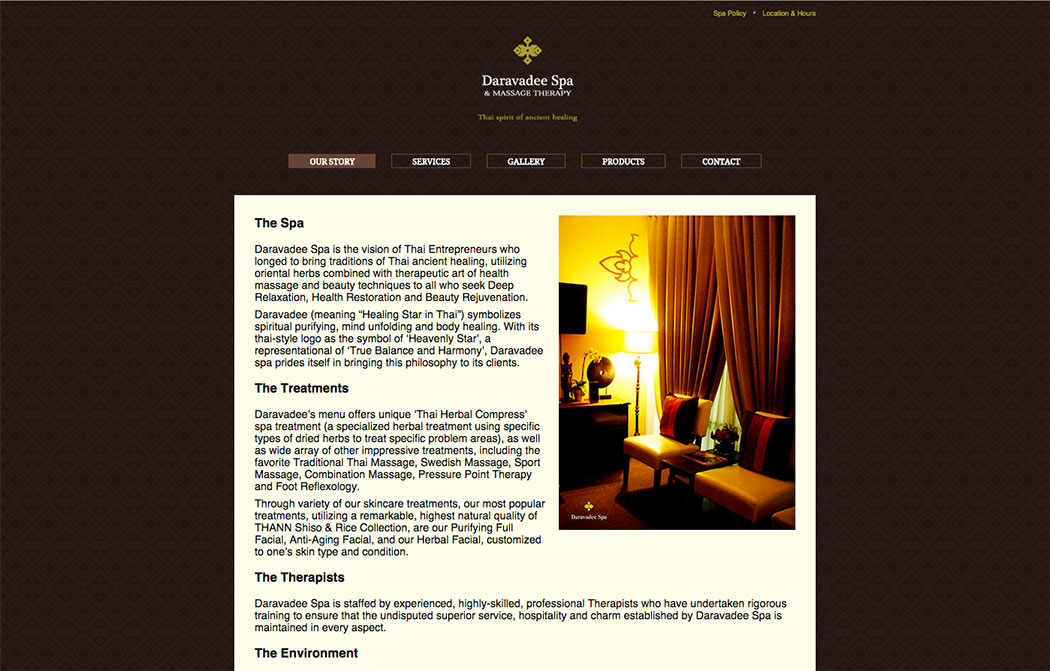 Spa Policy • Location & Hours
Daravadee Spa
& MASSAGE THERAPY
Thai spirit of ancient healing
OUR STORY SERVICES GALLERY PRODUCTS CONTACT
The Spa
Daravadee Spa is the vision of Thai Entrepreneurs who
longed to bring traditions of Thai ancient healing, utilizing
oriental herbs combined with therapeutic art of health
massage and beauty techniques to all who seek Deep
Relaxation, Health Restoration and Beauty Rejuvenation.
Daravadee (meaning “Healing Star in Thai”) symbolizes
spiritual purifying, mind unfolding and body healing. With its
thai-style logo as the symbol of ‘Heavenly Star’, a
representational of ‘True Balance and Harmony’, Daravadee
spa prides itself in bringing this philosophy to its clients.
The Treatments
Daravadee’s menu offers unique ‘Thai Herbal Compress’
spa treatment (a specialized herbal treatment using specific
types of dried herbs to treat specific problem areas), as well
as wide array of other imppressive treatments, including the
favorite Traditional Thai Massage, Swedish Massage, Sport
Massage, Combination Massage, Pressure Point Therapy
and Foot Reflexology.
Through variety of our skincare treatments, our most popular
treatments, utilizing a remarkable, highest natural quality of
THANN Shiso & Rice Collection, are our Purifying Full
Facial, Anti-Aging Facial, and our Herbal Facial, customized
to one’s skin type and condition.
Daravadee Spa
The Therapists
Daravadee Spa is staffed by experienced, highly-skilled, professional Therapists who have undertaken rigorous
training to ensure that the undisputed superior service, hospitality and charm established by Daravadee Spa is
maintained in every aspect.
The Environment